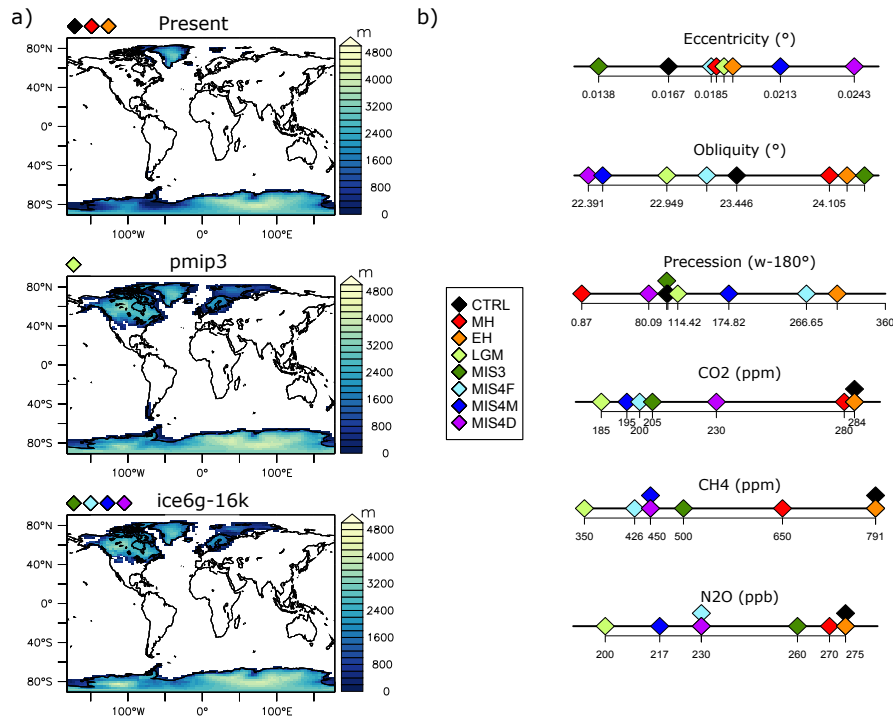 a)
Present
m
80°N
40°N
0°
40°S
80°S
100°W
0°
100°E
4800
4000
3200
2400
1600
800
0
pmip3
m
80°N
40°N
0°
40°S
80°S
100°W
0°
100°E
4800
4000
3200
2400
1600
800
0
ice6g-16k
m
80°N
40°N
0°
40°S
80°S
100°W
0°
100°E
4800
4000
3200
2400
1600
800
0
b)
CTRL
MH
EH
LGM
MIS3
MIS4F
MIS4M
MIS4D
Eccentricity (°)
0.0138 0.0167 0.0185 0.0213 0.0243
Obliquity (°)
22.391 22.949 23.446 24.105
Precession (w-180°)
0.87 80.09 114.42 174.82 266.65 360
CO2 (ppm)
185 195 200 205 230 280 284
CH4 (ppm)
350 426 450 500 650 791
N2O (ppb)
200 217 230 260 270 275